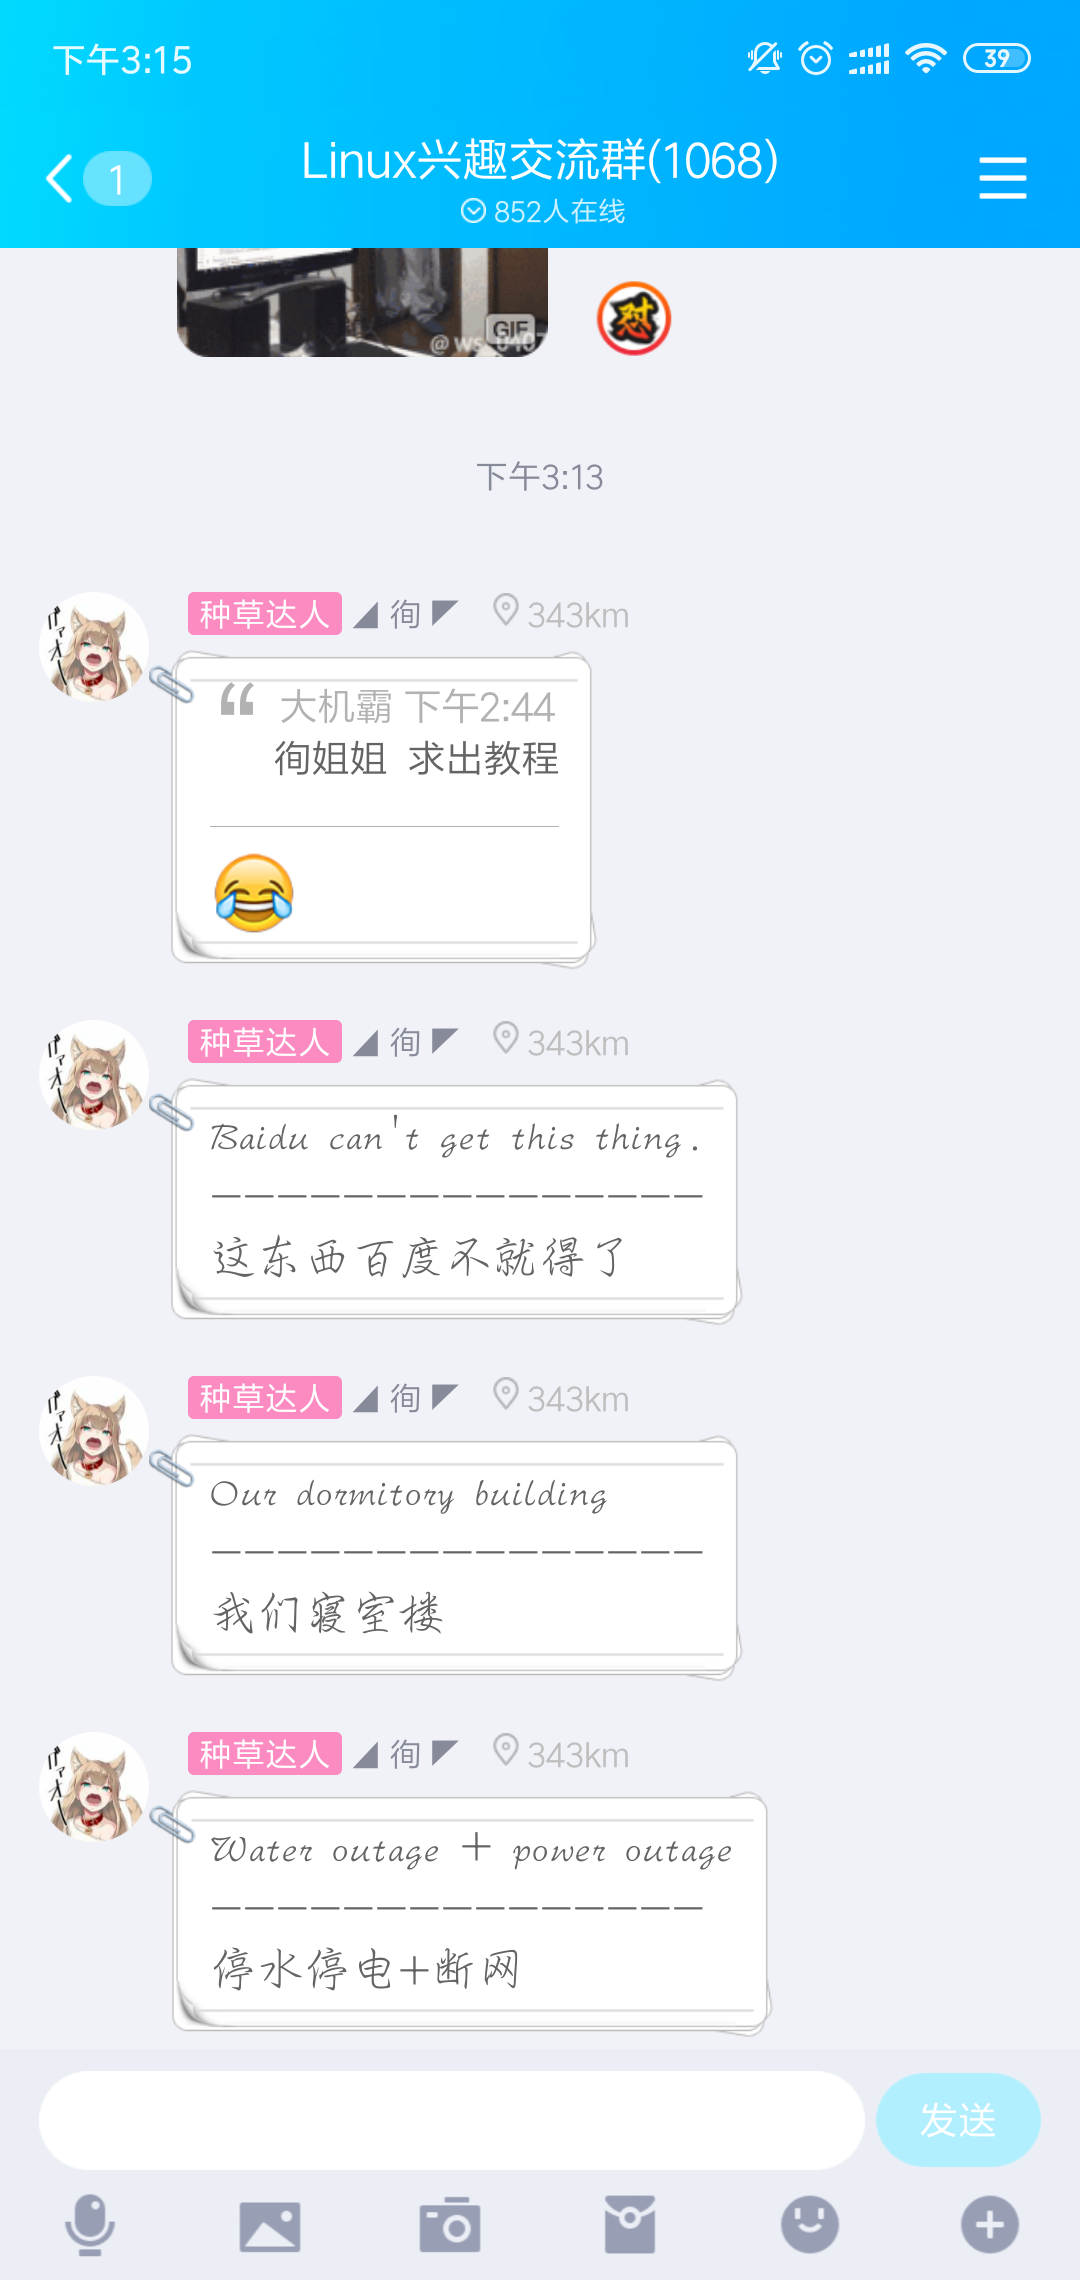 下午3:15
39
1
Linux兴趣交流群(1068)
852人在线
GIF
怼
下午3:13
种草达人 ◢ 徇 ◤ 343km
“ 大机霸 下午2:44
徇姐姐 求出教程
😂
种草达人 ◢ 徇 ◤ 343km
Baidu can't get this thing.
———————————————
这东西百度不就得了
种草达人 ◢ 徇 ◤ 343km
Our dormitory building
———————————————
我们寝室楼
种草达人 ◢ 徇 ◤ 343km
Water outage + power outage
———————————————
停水停电+断网
发送